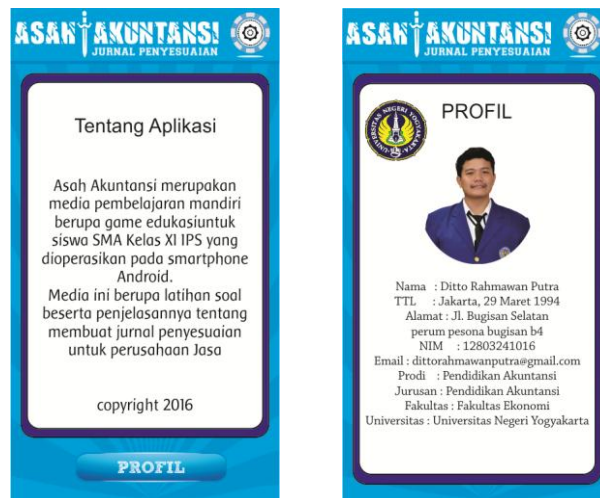 ASAH AKUNTANSI
JURNAL PENYESUAIAN
Tentang Aplikasi
Asah Akuntansi merupakan
media pembelajaran mandiri
berupa game edukasiuntuk
siswa SMA Kelas XI IPS yang
dioperasikan pada smartphone
Android.
Media ini berupa latihan soal
beserta penjelasannya tentang
membuat jurnal penyesuaian
untuk perusahaan Jasa
copyright 2016
PROFIL
ASAH AKUNTANSI
JURNAL PENYESUAIAN
UNIVERSITAS NEGERI YOGYAKARTA
PROFIL
Nama : Ditto Rahmawan Putra
TTL : Jakarta, 29 Maret 1994
Alamat : Jl. Bugisan Selatan
perum pesona bugisan b4
NIM : 12803241016
Email : dittorahmawanputra@gmail.com
Prodi : Pendidikan Akuntansi
Jurusan : Pendidikan Akuntansi
Fakultas : Fakultas Ekonomi
Universitas : Universitas Negeri Yogyakarta